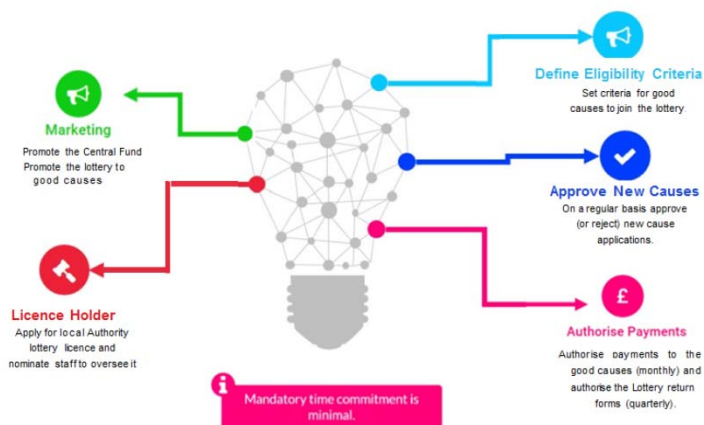 Define Eligibility Criteria
Set criteria for good
causes to join the lottery
Marketing
Promote the Central Fund
Promote the lottery to
good causes
Approve New Causes
On a regular basis approve
(or reject) new cause
applications.
Licence Holder
Apply for local Authority
lottery licence and
nominate staff to oversee it
£
Authorise Payments
Authorise payments to the
good causes (monthly) and
authorise the Lottery return
forms (quarterly).
i
Mandatory time commitment is
minimal.